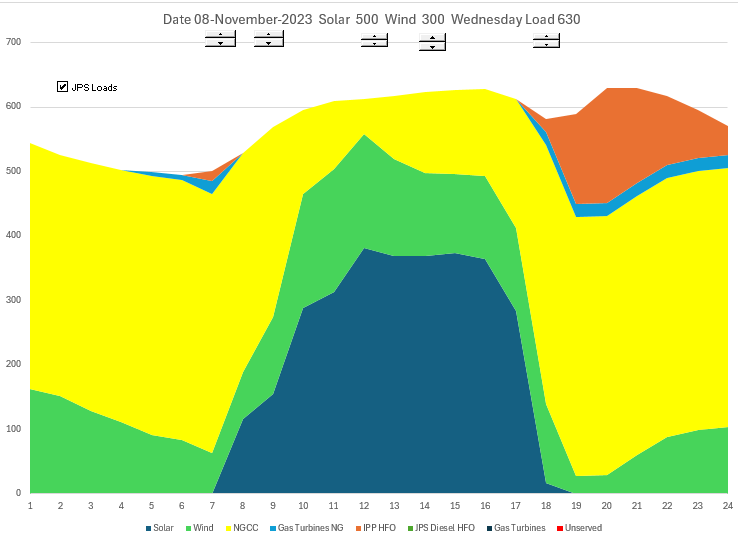 Date 08-November-2023 Solar 500 Wind 300 Wednesday Load 630
700
JPS Loads
600
500
400
300
200
100
0
1 2 3 4 5 6 7 8 9 10 11 12 13 14 15 16 17 18 19 20 21 22 23 24
Solar Wind NGCC Gas Turbines NG IPP HFO JPS Diesel HFO Gas Turbines Unserved